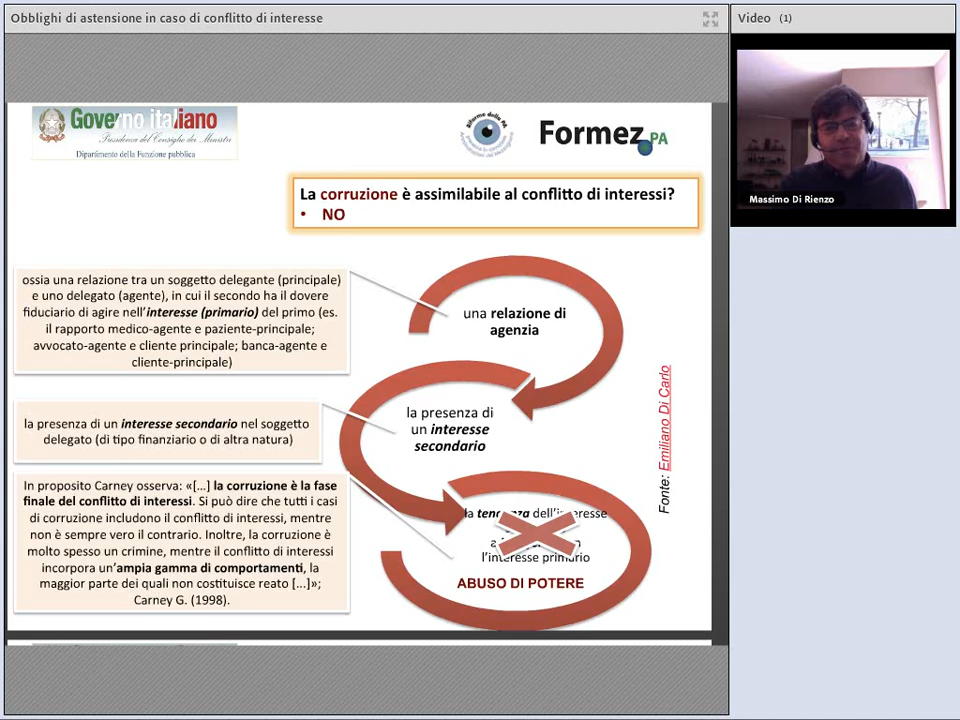 Obblighi di astensione in caso di conflitto di interesse
Video (1)
Governo italiano
Presidenza del Consiglio dei Ministri
Dipartimento della Funzione pubblica
Formez PA
Massimo Di Rienzo
La corruzione è assimilabile al conflitto di interessi?
• NO
ossia una relazione tra un soggetto delegante (principale)
e uno delegato (agente), in cui il secondo ha il dovere
fiduciario di agire nell'interesse (primario) del primo (es.
il rapporto medico-agente e paziente-principale;
avvocato-agente e cliente principale; banca-agente e
cliente-principale)
una relazione di
agenzia
la presenza di un interesse secondario nel soggetto
delegato (di tipo finanziario o di altra natura)
la presenza di
un interesse
secondario
In proposito Carney osserva: «[…] la corruzione è la fase
finale del conflitto di interessi. Si può dire che tutti i casi
di corruzione includono il conflitto di interessi, mentre
non è sempre vero il contrario. Inoltre, la corruzione è
molto spesso un crimine, mentre il conflitto di interessi
incorpora un'ampia gamma di comportamenti, la
maggior parte dei quali non costituisce reato [...]»;
Carney G. (1998).
la tendenza dell'interesse
l'interesse primario
ABUSO DI POTERE
Fonte: Emiliano Di Carlo